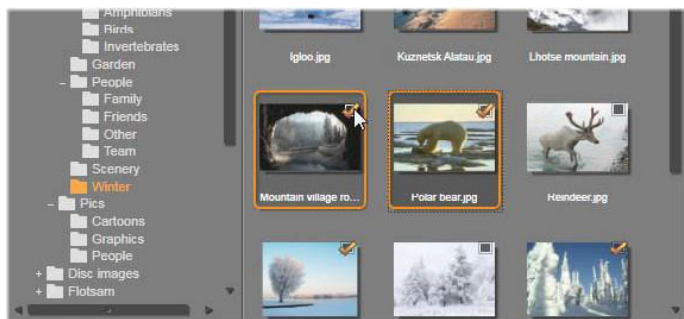 Amphibians
Birds
Invertebrates
Garden
People
Family
Friends
Other
Team
Scenery
Winter
Pics
Cartoons
Graphics
People
Disc images
Flotsam
Igloo.jpg
Kuznetsk Alatau.jpg
Lhotse mountain.jpg
Mountain village ro...
Polar bear.jpg
Reindeer.jpg